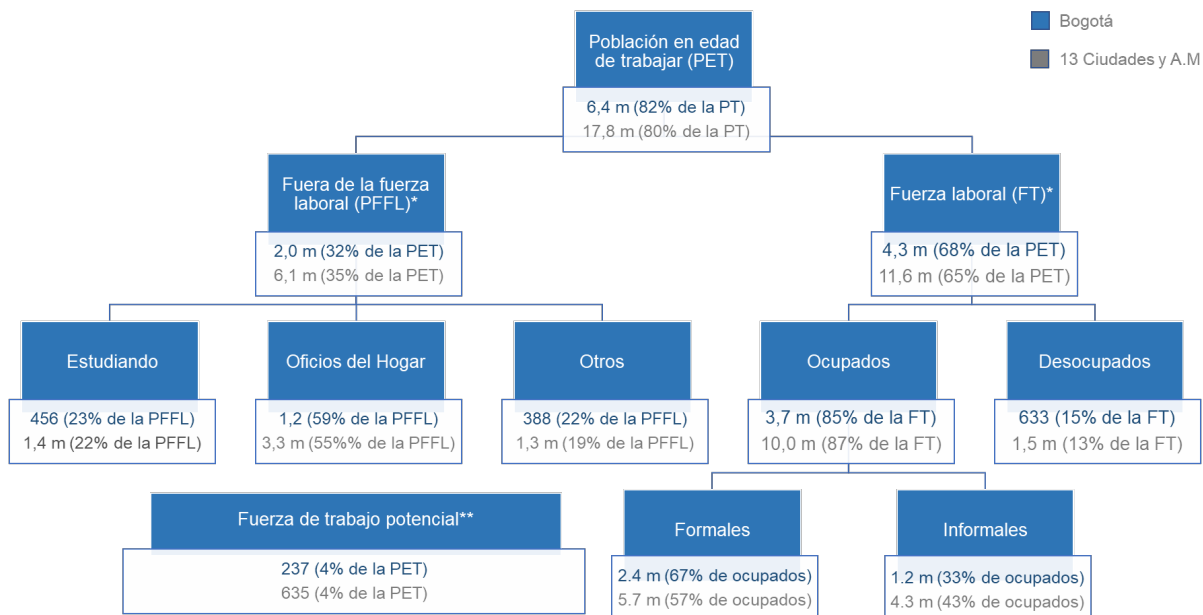 Bogotá
13 Ciudades y A.M
Población en edad
de trabajar (PET)
6,4 m (82% de la PT)
17,8 m (80% de la PT)
Fuera de la fuerza
laboral (PFFL)*
2,0 m (32% de la PET)
6,1 m (35% de la PET)
Fuerza laboral (FT)*
4,3 m (68% de la PET)
11,6 m (65% de la PET)
Estudiando
456 (23% de la PFFL)
1,4 m (22% de la PFFL)
Oficios del Hogar
1,2 (59% de la PFFL)
3,3 m (55%% de la PFFL)
Otros
388 (22% de la PFFL)
1,3 m (19% de la PFFL)
Ocupados
3,7 m (85% de la FT)
10,0 m (87% de la FT)
Desocupados
633 (15% de la FT)
1,5 m (13% de la FT)
Fuerza de trabajo potencial**
237 (4% de la PET)
635 (4% de la PET)
Formales
2.4 m (67% de ocupados)
5.7 m (57% de ocupados)
Informales
1.2 m (33% de ocupados)
4.3 m (43% de ocupados)